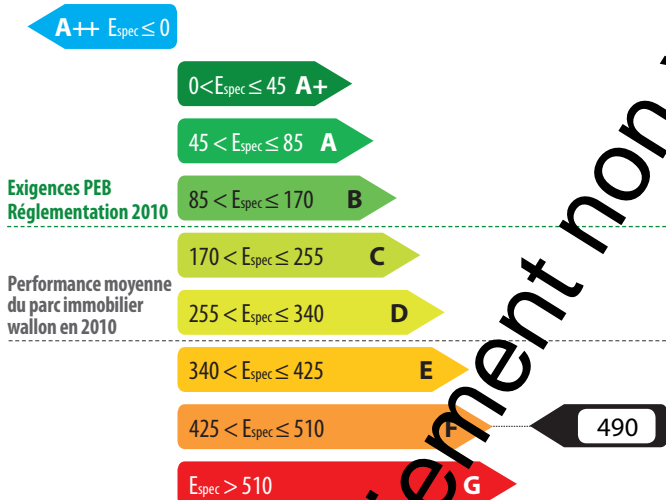 A++ Espec ≤ 0
0<Espec ≤ 45 A+
45 < Espec ≤ 85 A
Exigences PEB
Réglementation 2010
85 < Espec ≤ 170 B
170 < Espec ≤ 255 C
Performance moyenne
du parc immobilier
wallon en 2010
255 < Espec ≤ 340 D
340 < Espec ≤ 425 E
425 < Espec ≤ 510 F
490
Espec > 510 G
non